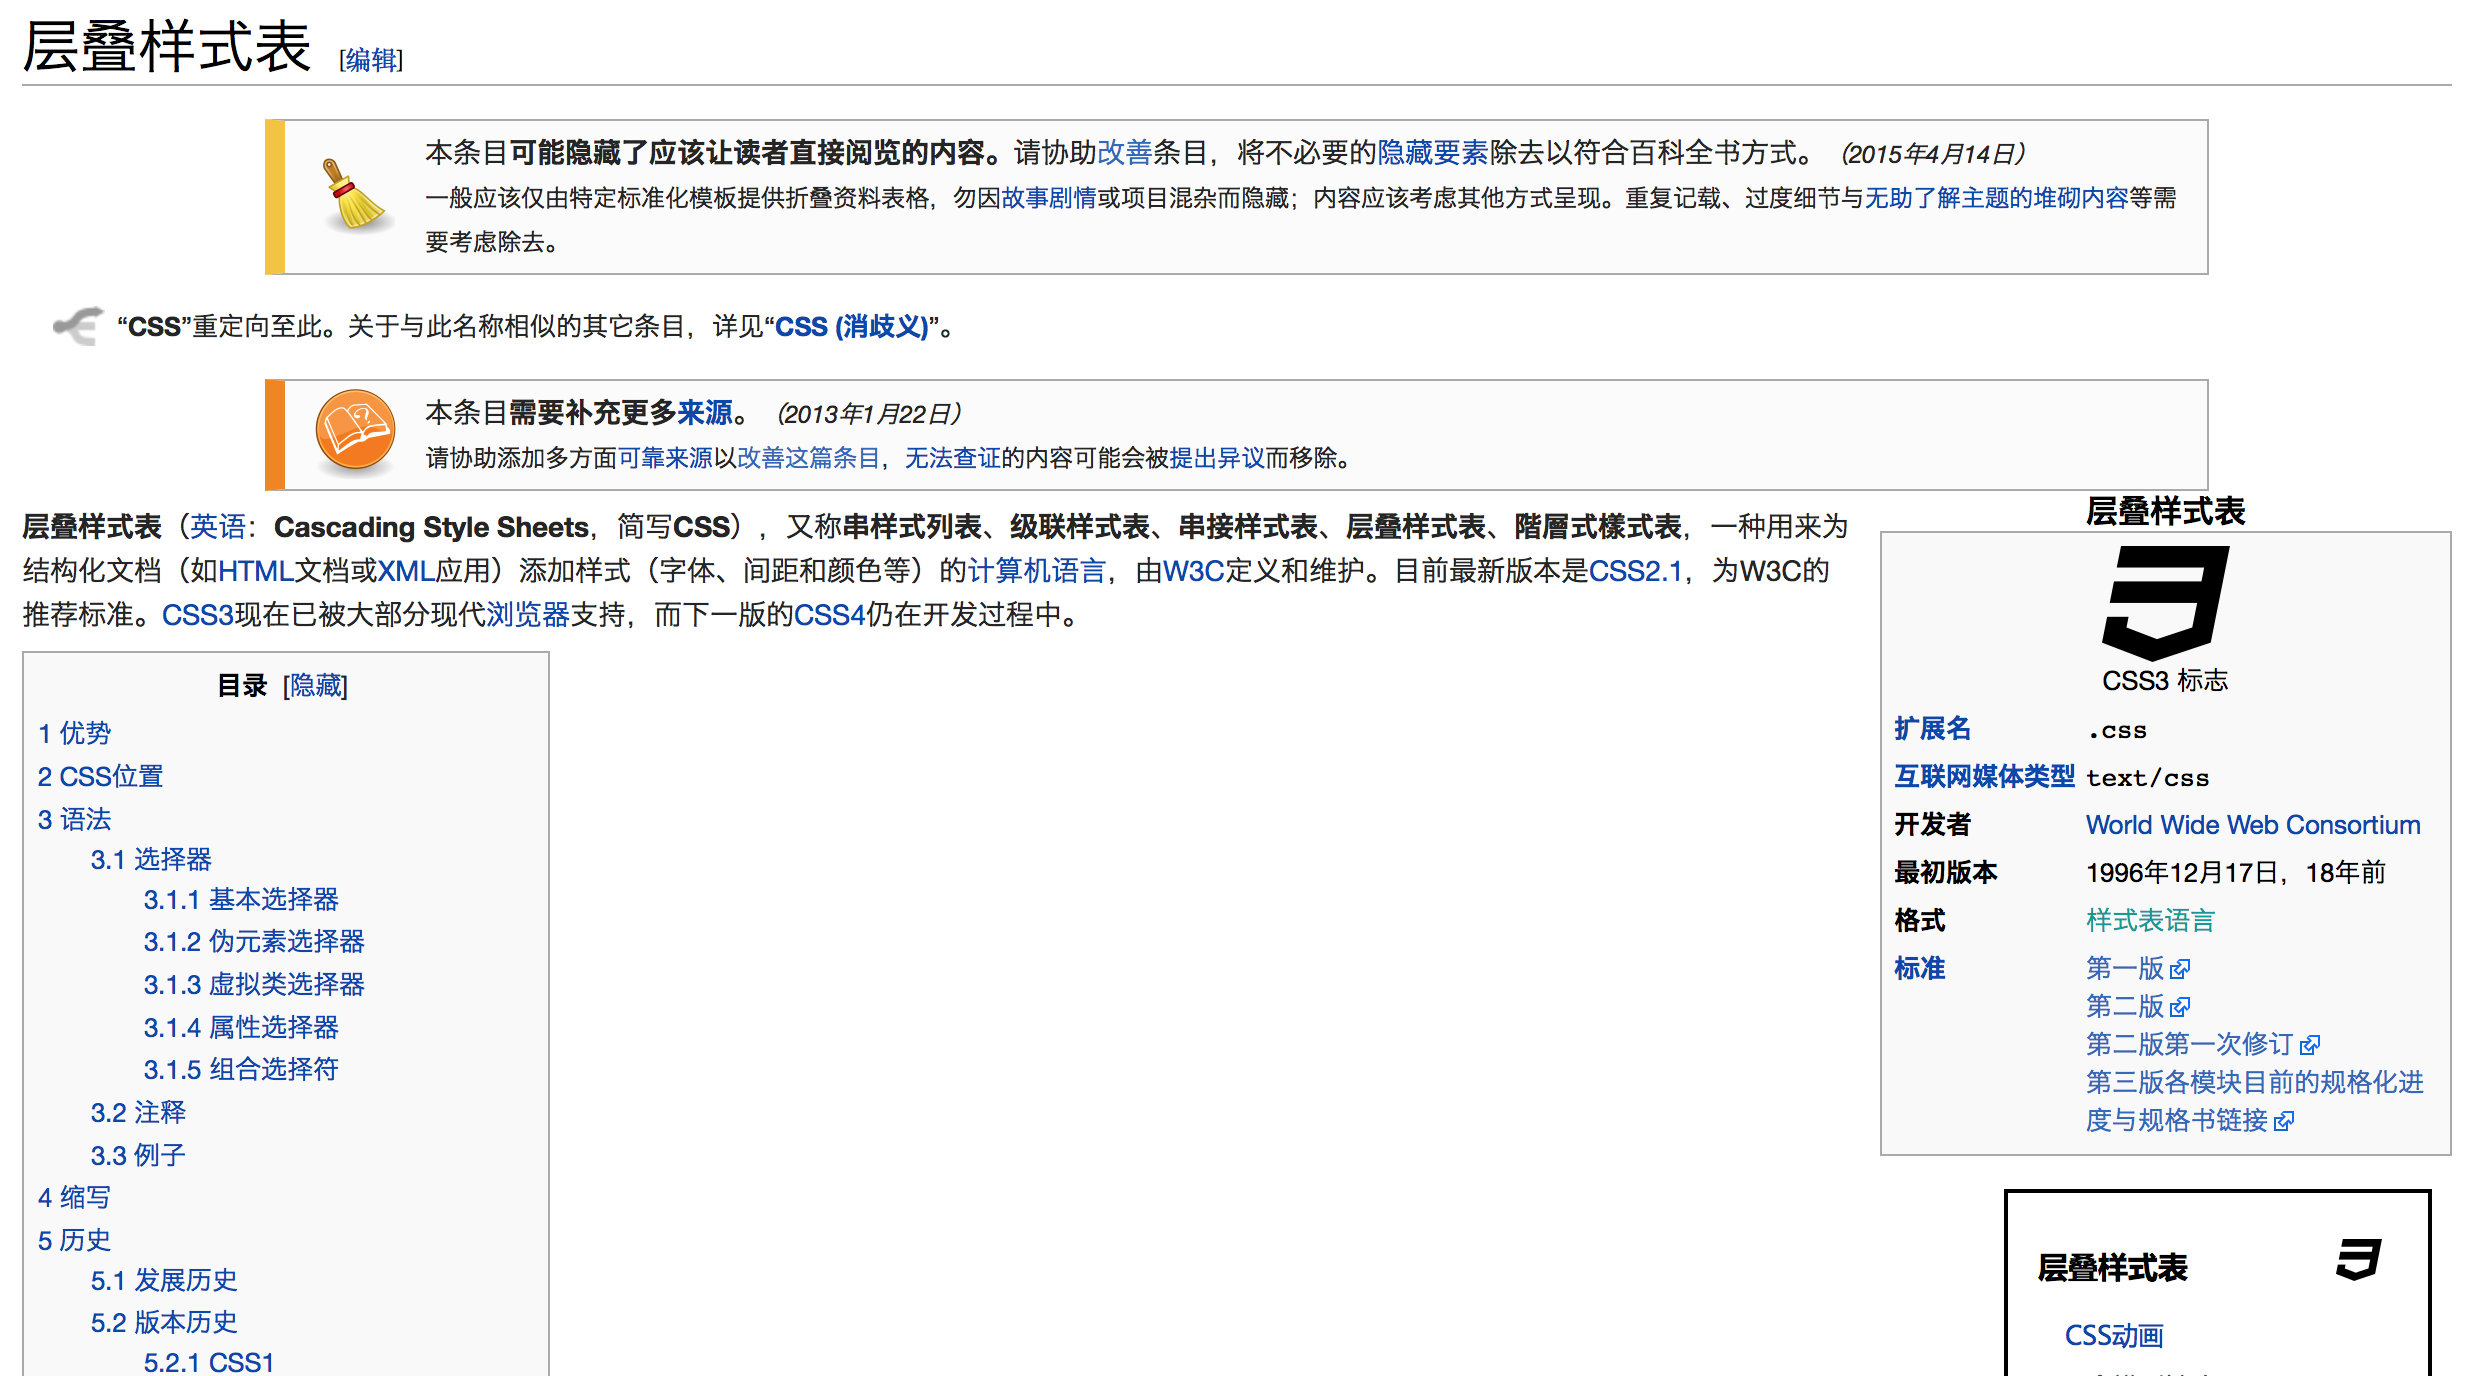 层叠样式表 [编辑]
本条目可能隐藏了应该让读者直接阅览的内容。请协助改善条目，将不必要的隐藏要素除去以符合百科全书方式。（2015年4月14日）
一般应该仅由特定标准化模板提供折叠资料表格，勿因故事剧情或项目混杂而隐藏；内容应该考虑其他方式呈现。重复记载、过度细节与无助了解主题的堆砌内容等需
要考虑除去。
“CSS”重定向至此。关于与此名称相似的其它条目，详见“CSS (消歧义)”。
本条目需要补充更多来源。（2013年1月22日）
请协助添加多方面可靠来源以改善这篇条目，无法查证的内容可能会被提出异议而移除。
层叠样式表（英语：Cascading Style Sheets，简写CSS），又称串样式列表、级联样式表、串接样式表、层叠样式表、階層式樣式表，一种用来为
结构化文档（如HTML文档或XML应用）添加样式（字体、间距和颜色等）的计算机语言，由W3C定义和维护。目前最新版本是CSS2.1，为W3C的
推荐标准。CSS3现在已被大部分现代浏览器支持，而下一版的CSS4仍在开发过程中。
目录 [隐藏]
1 优势
2 CSS位置
3 语法
3.1 选择器
3.1.1 基本选择器
3.1.2 伪元素选择器
3.1.3 虚拟类选择器
3.1.4 属性选择器
3.1.5 组合选择符
3.2 注释
3.3 例子
4 缩写
5 历史
5.1 发展历史
5.2 版本历史
5.2.1 CSS1
层叠样式表
CSS3 标志
扩展名 .css
互联网媒体类型 text/css
开发者 World Wide Web Consortium
最初版本 1996年12月17日，18年前
格式 样式表语言
标准 第一版
第二版
第二版第一次修订
第三版各模块目前的规格化进
度与规格书链接
层叠样式表
CSS动画